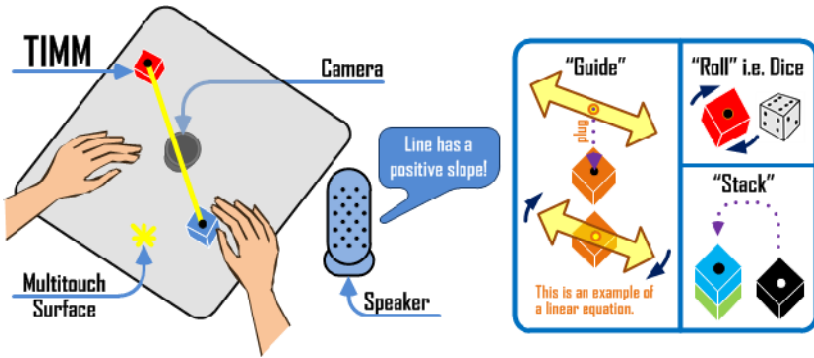 TIMM
Camera
Line has a
positive slope!
Multitouch
Surface
Speaker
“Guide”
plug
This is an example of
a linear equation.
“Roll” i.e. Dice
“Stack”